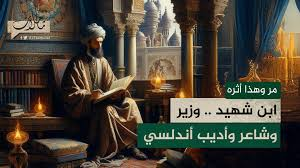 مر وهذا أثره
ابن شهيد .. وزير
وشاعر وأديب أندلسي